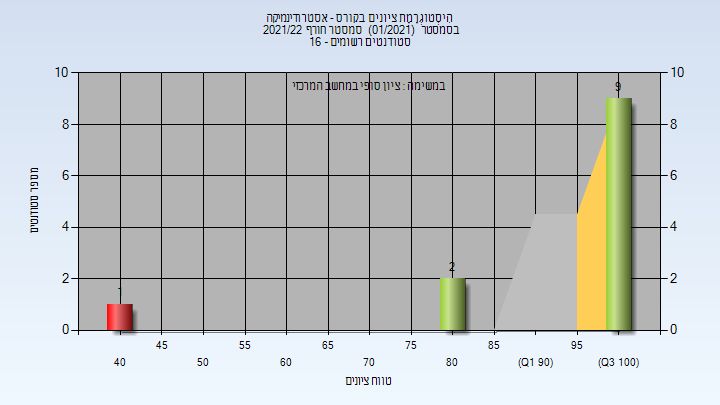 היסטוגרמת ציונים בקורס - אסטרודינמיקה
בסמסטר (01/2021) סמסטר חורף 2021/22
סטודנטים רשומים - 16
במשימה : ציון סופי במחשב המרכזי
10 10
8 8
6 6
4 4
2 2
0 0
1
2
9
מספר סטודנטים
45 55 65 75 85 95
40 50 60 70 80 (Q1 90) (Q3 100)
טווח ציונים